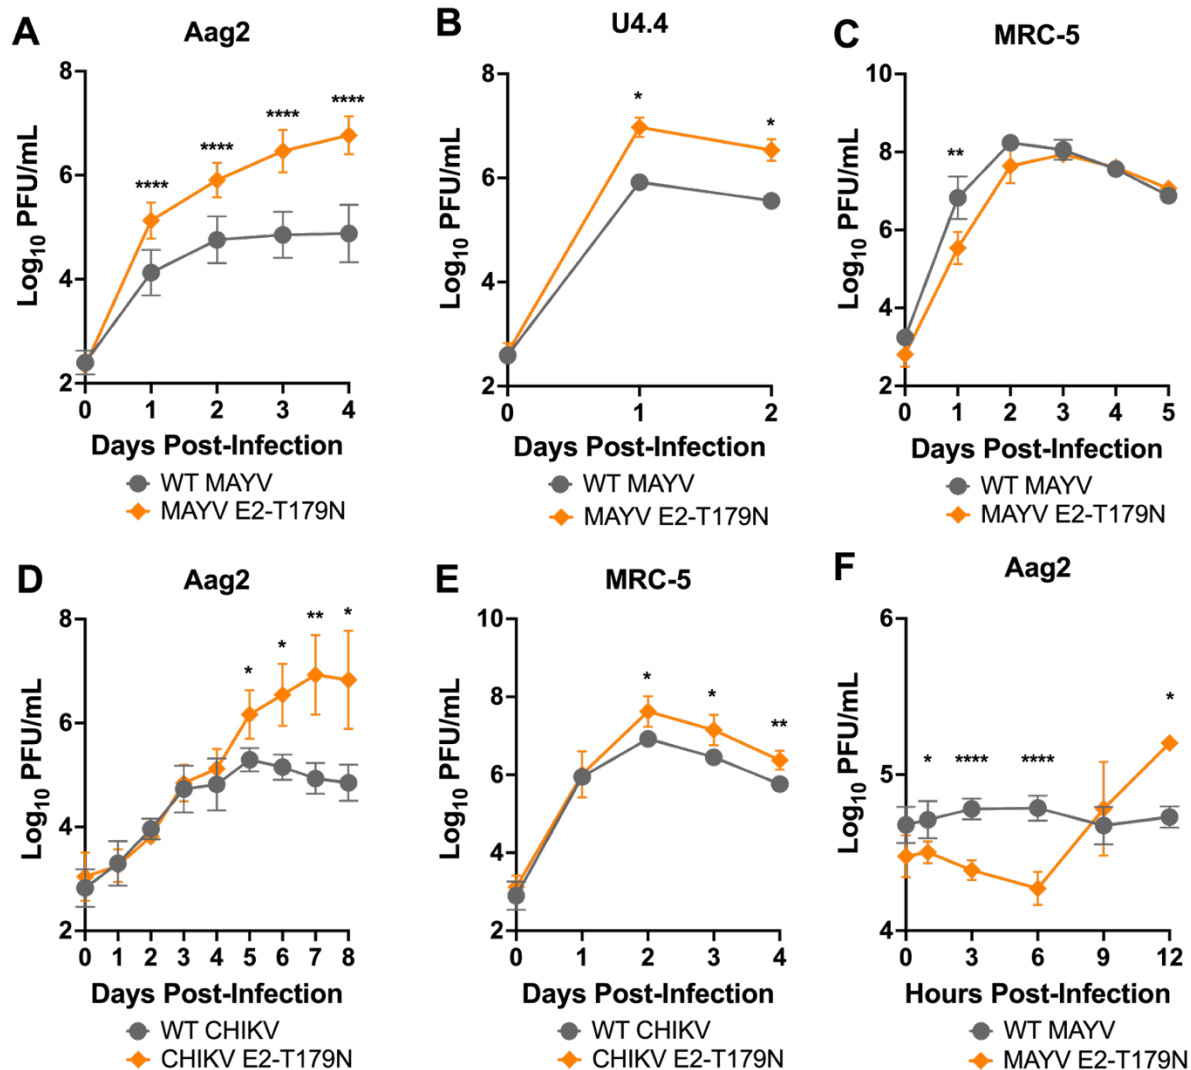 A
Aag2
8
6
4
2
Log10 PFU/mL
****
****
****
****
0 1 2 3 4
Days Post-Infection
WT MAYV
MAYV E2-T179N
B
U4.4
8
6
4
2
Log10 PFU/mL
*
*
0 1 2
Days Post-Infection
WT MAYV
MAYV E2-T179N
C
MRC-5
10
8
6
4
2
Log10 PFU/mL
**
0 1 2 3 4 5
Days Post-Infection
WT MAYV
MAYV E2-T179N
D
Aag2
8
6
4
2
Log10 PFU/mL
*
*
**
*
0 1 2 3 4 5 6 7 8
Days Post-Infection
WT CHIKV
CHIKV E2-T179N
E
MRC-5
10
8
6
4
2
Log10 PFU/mL
*
*
**
0 1 2 3 4
Days Post-Infection
WT CHIKV
CHIKV E2-T179N
F
Aag2
6
5
4
Log10 PFU/mL
*
****
****
*
0 3 6 9 12
Hours Post-Infection
WT MAYV
MAYV E2-T179N